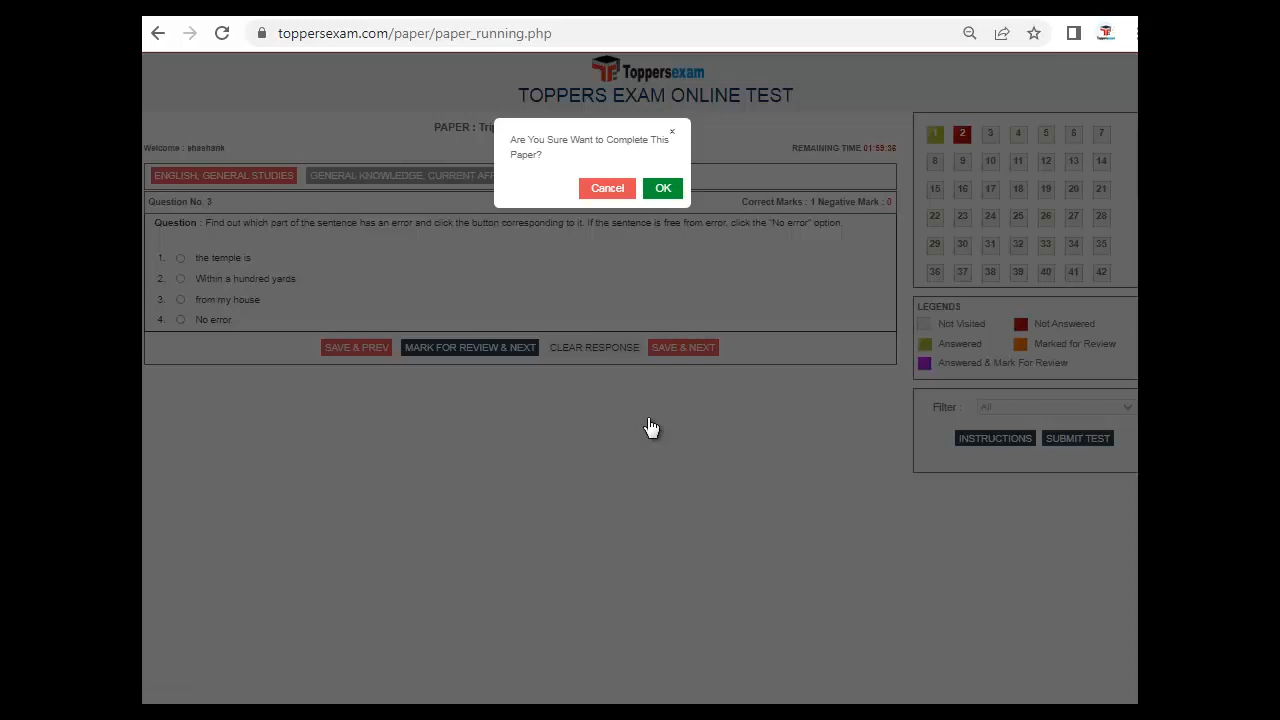 toppersexam.com/paper/paper_running.php
Toppersexam
TOPPERS EXAM ONLINE TEST
PAPER : Trip
Are You Sure Want to Complete This
Paper?
×
Cancel
OK
Welcome : shashank
REMAINING TIME 01:59:36
ENGLISH, GENERAL STUDIES
GENERAL KNOWLEDGE, CURRENT AFF
Question No. 3
Correct Marks : 1 Negative Mark : 0
Question : Find out which part of the sentence has an error and click the button corresponding to it. If the sentence is free from error, click the "No error" option.
1. the temple is
2. Within a hundred yards
3. from my house
4. No error.
SAVE & PREV
MARK FOR REVIEW & NEXT
CLEAR RESPONSE
SAVE & NEXT
1 2 3 4 5 6 7
8 9 10 11 12 13 14
15 16 17 18 19 20 21
22 23 24 25 26 27 28
29 30 31 32 33 34 35
36 37 38 39 40 41 42
LEGENDS
Not Visited
Not Answered
Answered
Marked for Review
Answered & Mark For Review
Filter :
All
INSTRUCTIONS
SUBMIT TEST